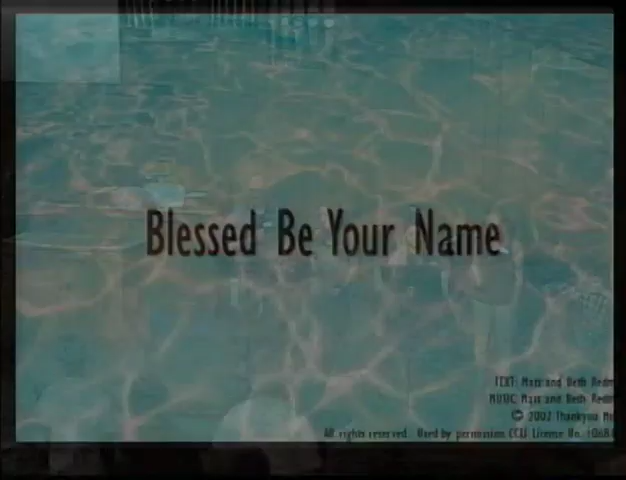 Blessed Be Your Name
TEXT: Matt and Beth Redm
MUSIC: Matt and Beth Redm
© 2002 Thankyou Mu
All rights reserved. Used by permission. CCLI License No.